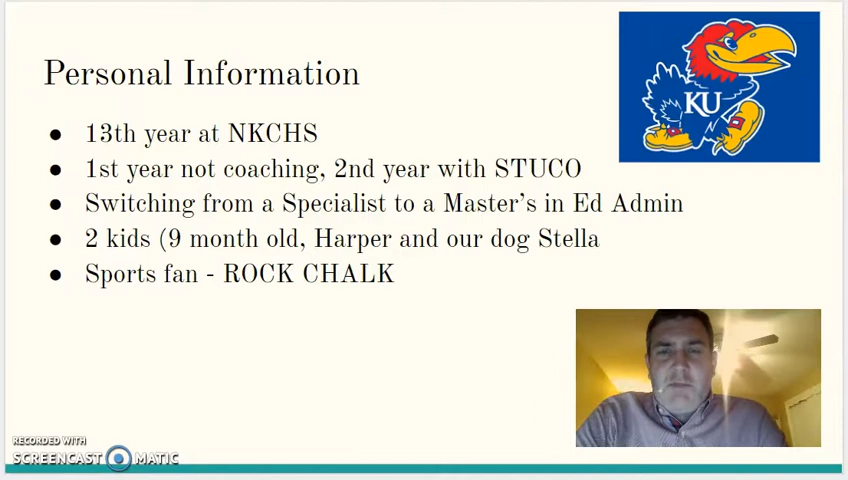 Personal Information
● 13th year at NKCHS
● 1st year not coaching, 2nd year with STUCO
● Switching from a Specialist to a Master's in Ed Admin
● 2 kids (9 month old, Harper and our dog Stella
● Sports fan - ROCK CHALK
KU
RECORDED WITH
SCREENCAST MATIC